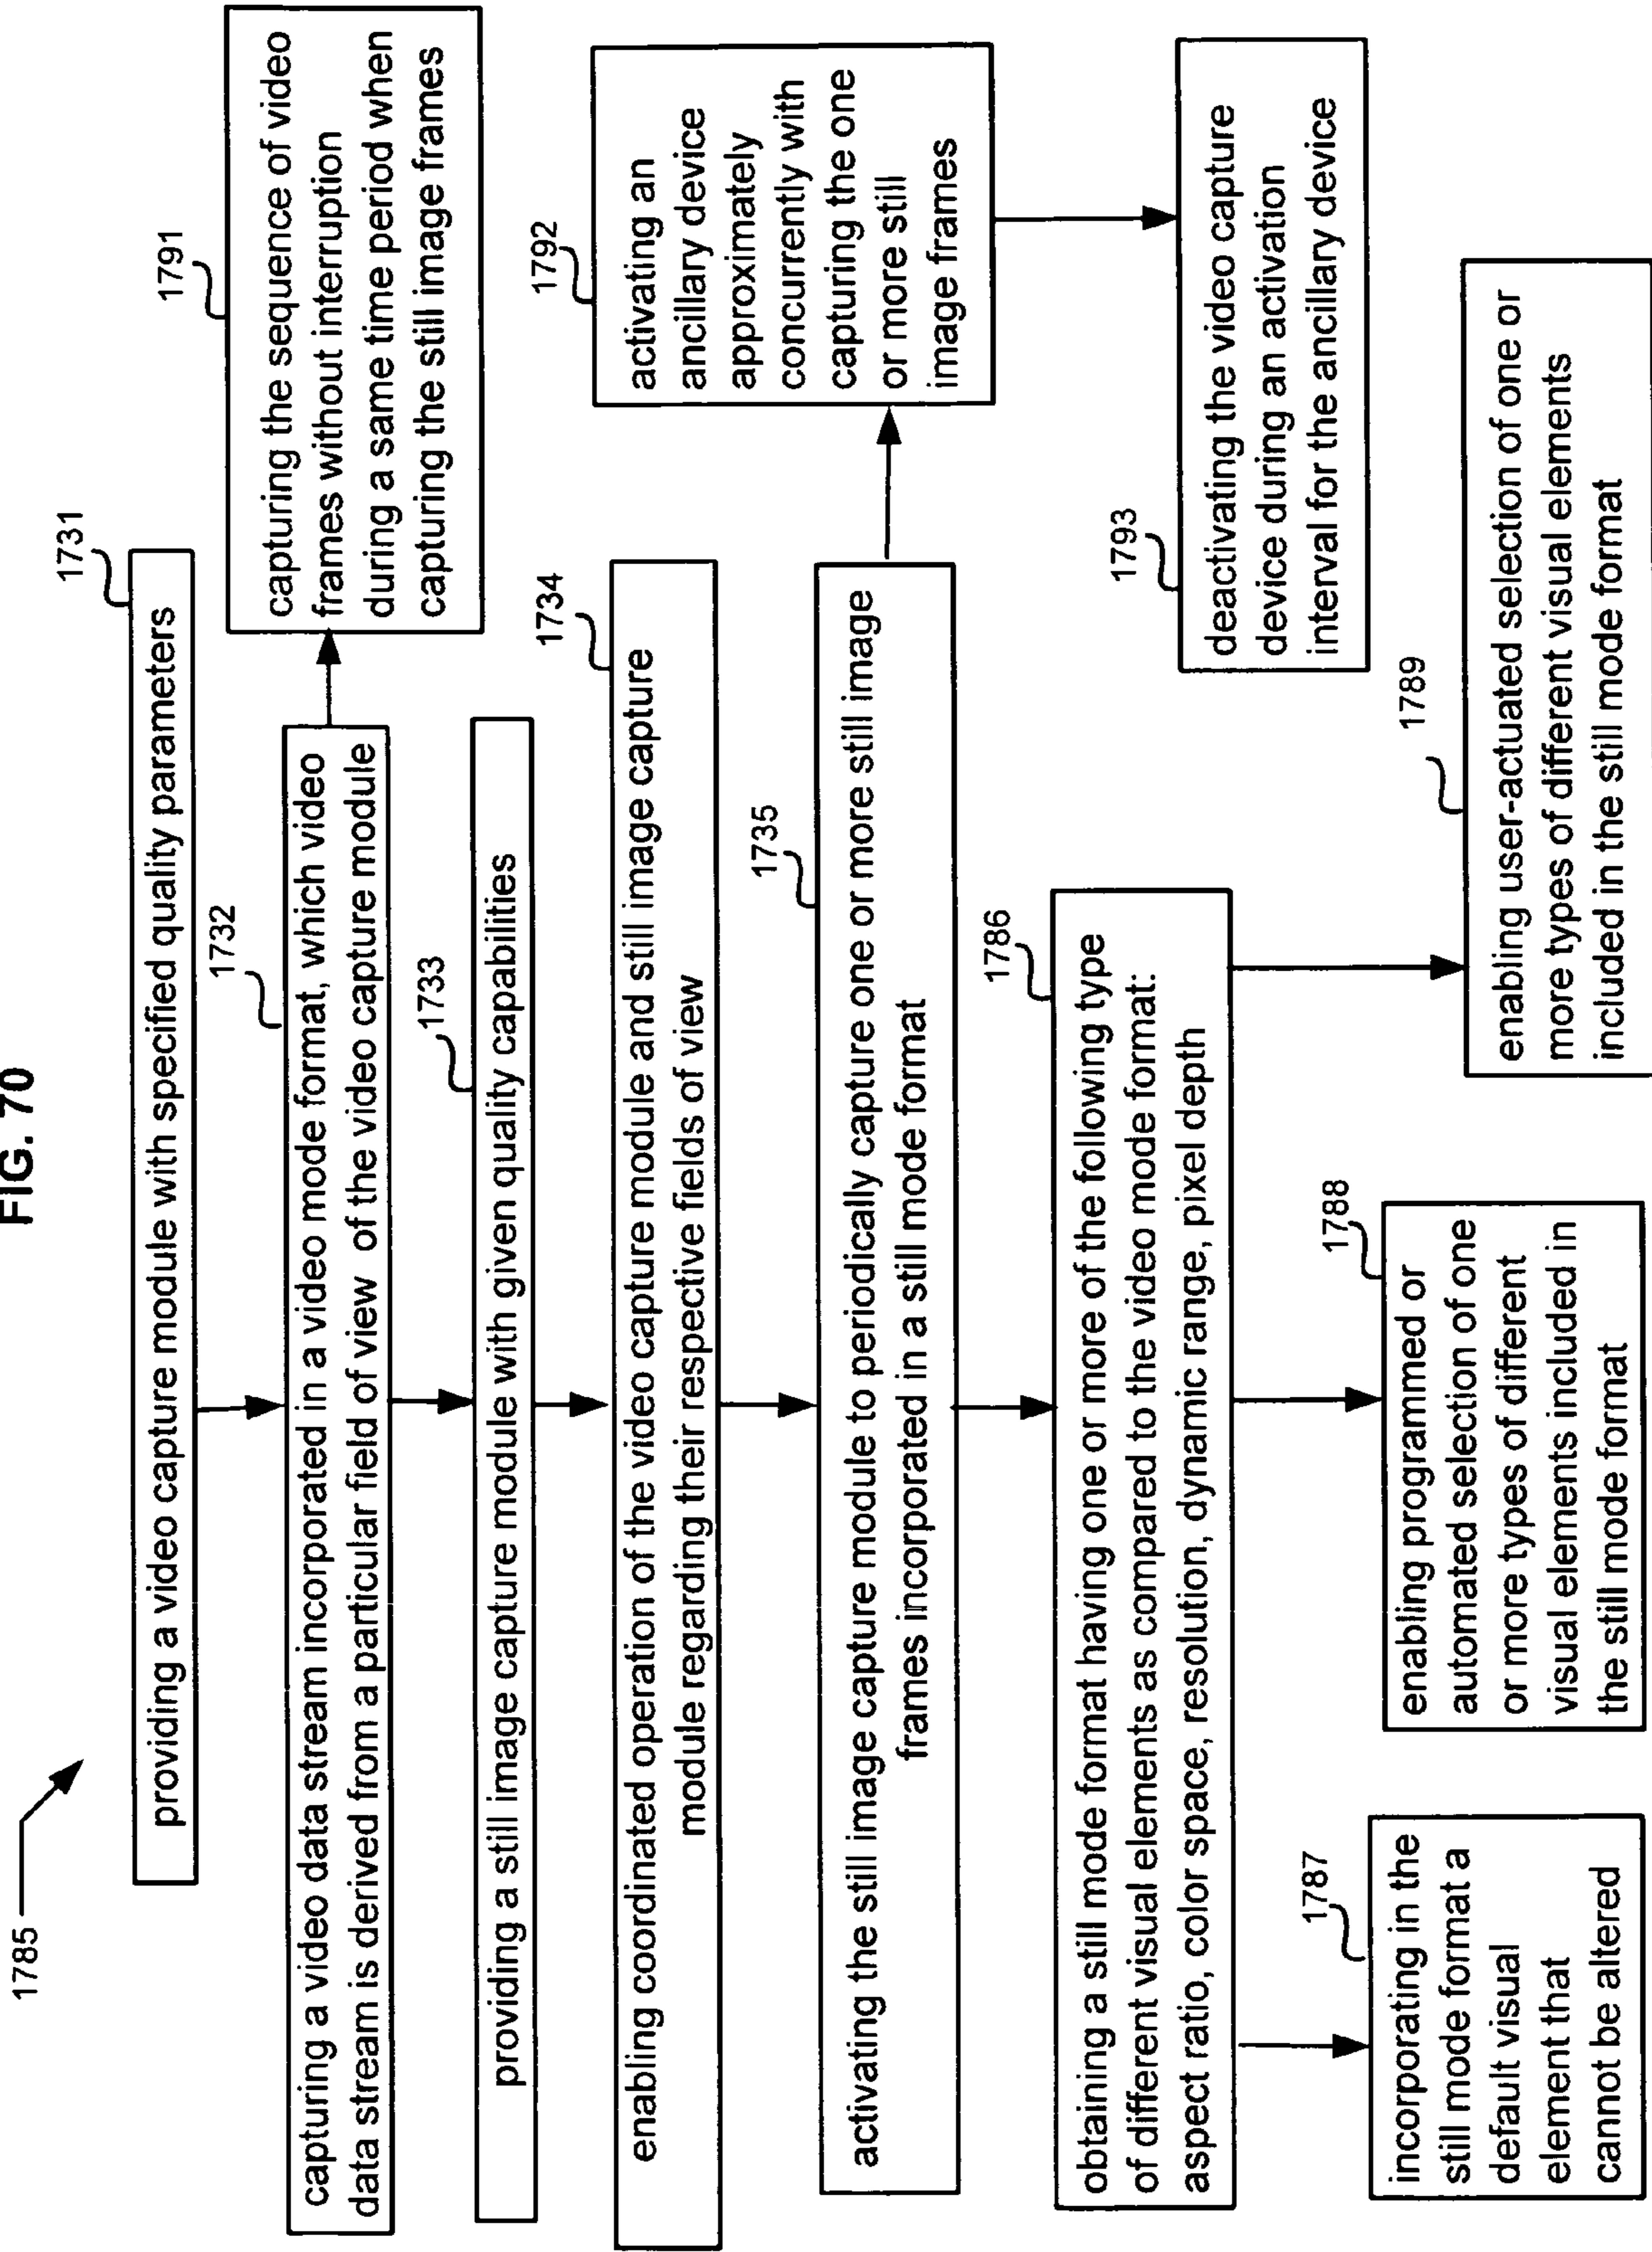 FIG. 70
1785
1731
providing a video capture module with specified quality parameters
1732
capturing a video data stream incorporated in a video mode format, which video
data stream is derived from a particular field of view of the video capture module
1791
capturing the sequence of video
frames without interruption
during a same time period when
capturing the still image frames
1733
providing a still image capture module with given quality capabilities
1734
enabling coordinated operation of the video capture module and still image capture
module regarding their respective fields of view
1735
activating the still image capture module to periodically capture one or more still image
frames incorporated in a still mode format
1792
activating an
ancillary device
approximately
concurrently with
capturing the one
or more still
image frames
1793
deactivating the video capture
device during an activation
interval for the ancillary device
1786
obtaining a still mode format having one or more of the following type
of different visual elements as compared to the video mode format:
aspect ratio, color space, resolution, dynamic range, pixel depth
1787
incorporating in the
still mode format a
default visual
element that
cannot be altered
1788
enabling programmed or
automated selection of one
or more types of different
visual elements included in
the still mode format
1789
enabling user-actuated selection of one or
more types of different visual elements
included in the still mode format